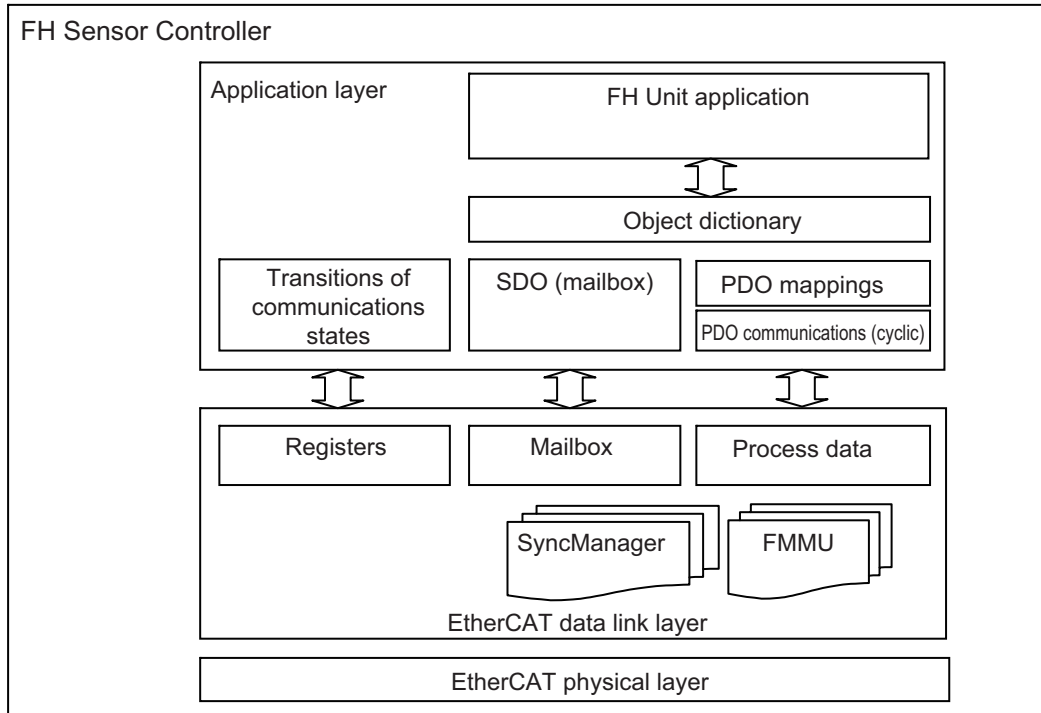 FH Sensor Controller
Application layer
FH Unit application
Object dictionary
Transitions of
communications
states
SDO (mailbox)
PDO mappings
PDO communications (cyclic)
Registers
Mailbox
Process data
SyncManager
FMMU
EtherCAT data link layer
EtherCAT physical layer